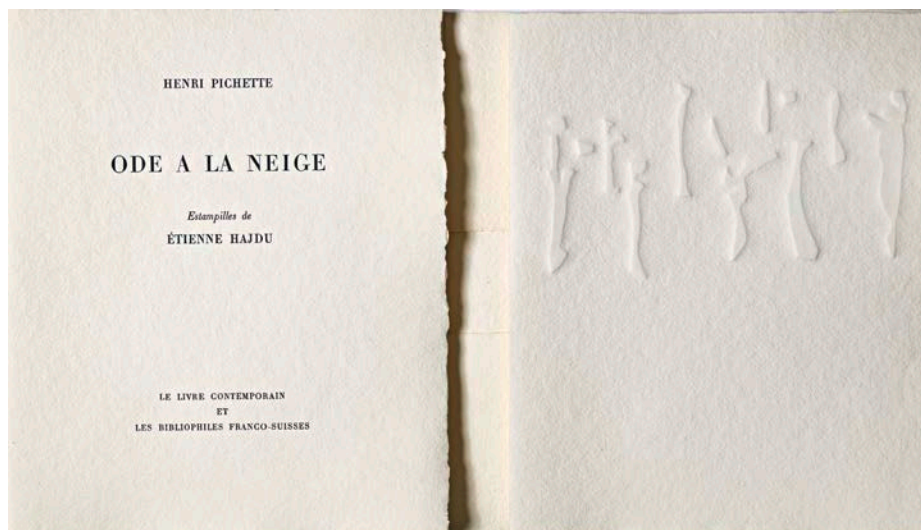 HENRI PICHETTE
ODE A LA NEIGE
Estampilles de
ÉTIENNE HAJDU
LE LIVRE CONTEMPORAIN
ET
LES BIBLIOPHILES FRANCO-SUISSES